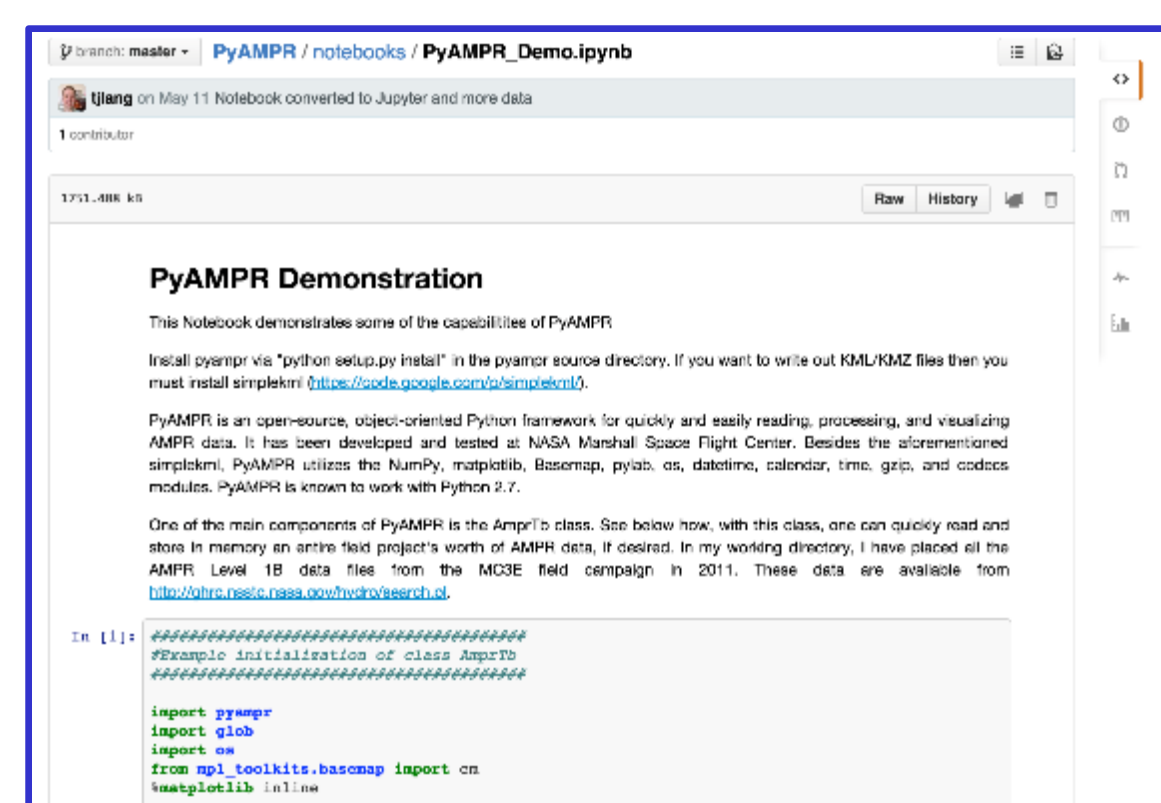 branch: master
PyAMPR / notebooks / PyAMPR_Demo.ipynb
tjlang on May 11 Notebook converted to Jupyter and more data
1 contributor
Raw History
PyAMPR Demonstration
This Notebook demonstrates some of the capabilitites of PyAMPR
Install pyampr via "python setup.py install" in the pyampr source directory. If you want to write out KML/KMZ files then you
must install simplekml (https://code.google.com/p/simplekml/).
PyAMPR is an open-source, object-oriented Python framework for quickly and easily reading, processing, and visualizing
AMPR data. It has been developed and tested at NASA Marshall Space Flight Center. Besides the aforementioned
simplekml, PyAMPR utilizes the NumPy, matplotlib, Basemap, pylab, os, datetime, calendar, time, gzip, and codecs
modules. PyAMPR is known to work with Python 2.7.
One of the main components of PyAMPR is the AmprTb class. See below how, with this class, one can quickly read and
store in memory an entire field project's worth of AMPR data, if desired. In my working directory, I have placed all the
AMPR Level 1B data files from the MC3E field campaign in 2011. These data are available from
http://ghrc.nsstc.nasa.gov/hydro/search.pl.
In [1]:
#######################################
#Example initialization of class AmprTb
#######################################
import pyampr
import glob
import os
from mpl_toolkits.basemap import cm
%matplotlib inline